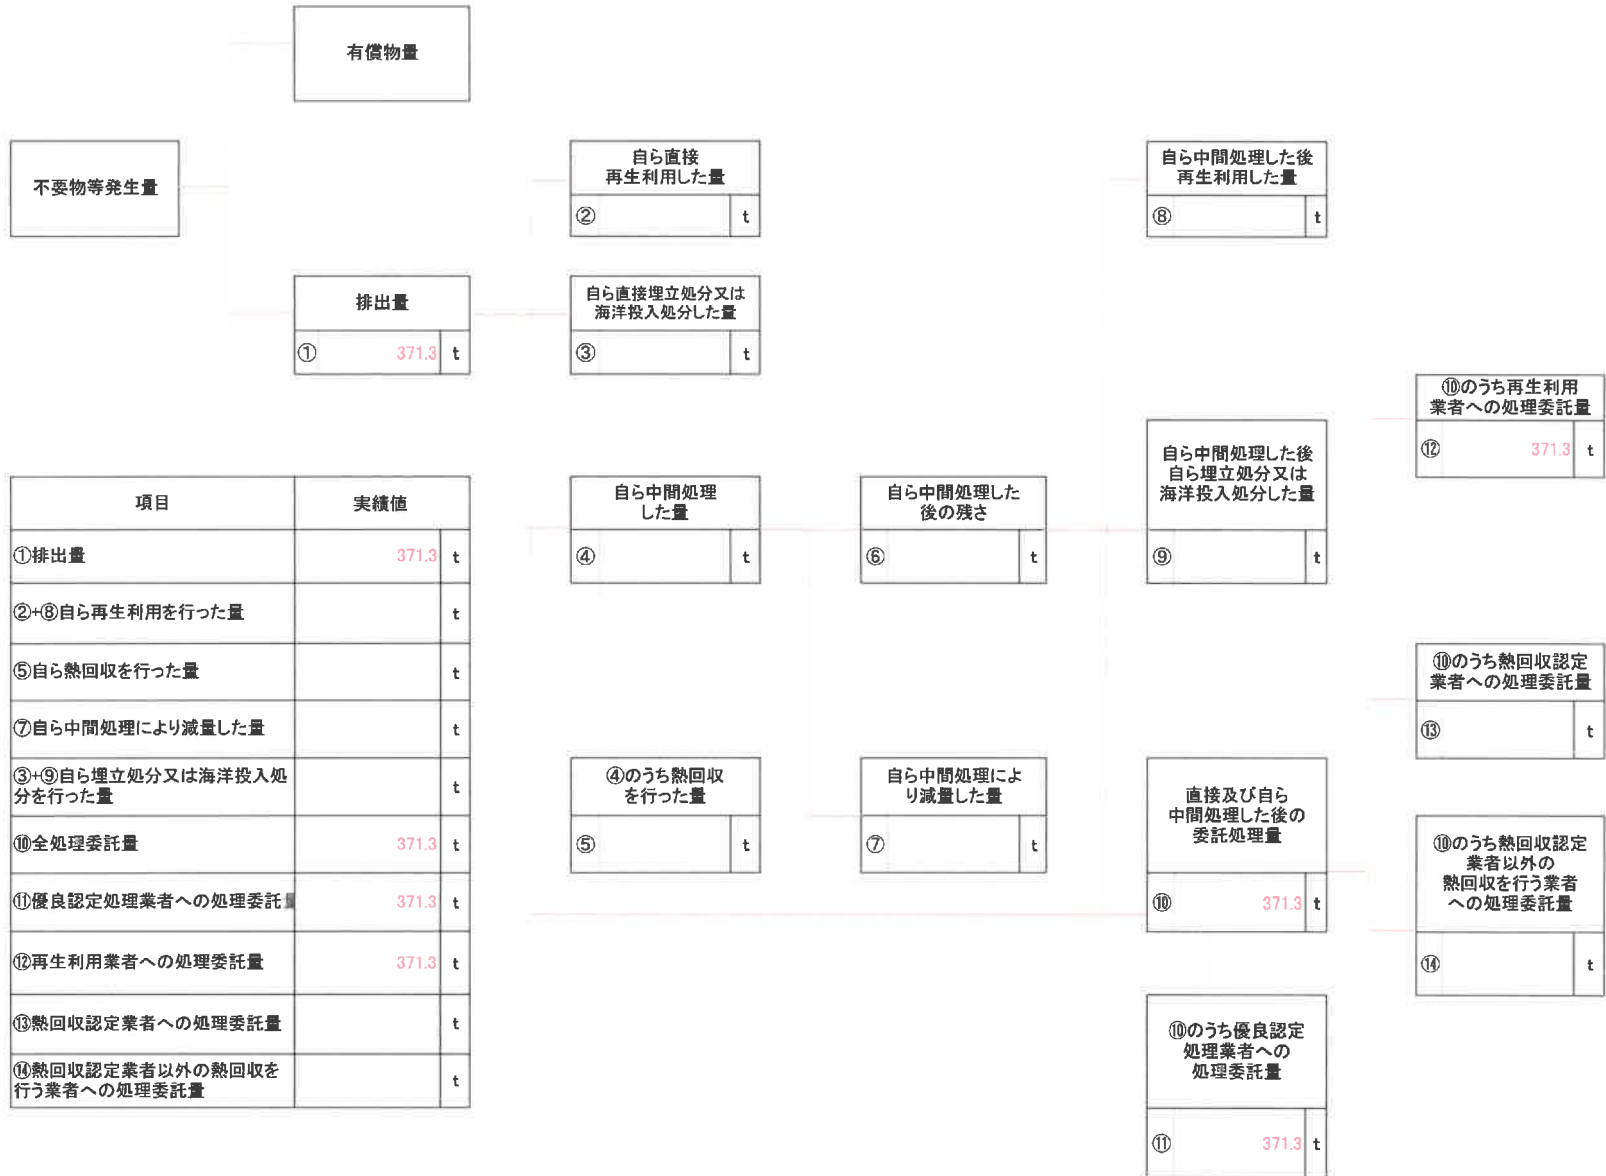 有償物量
不要物等発生量
自ら直接
再生利用した量
② t
自ら中間処理した後
再生利用した量
⑧ t
排出量
① 371.3 t
自ら直接埋立処分又は
海洋投入処分した量
③ t
⑩のうち再生利用
業者への処理委託量
⑫ 371.3 t
自ら中間処理した後
自ら埋立処分又は
海洋投入処分した量
⑨ t
自ら中間処理
した量
④ t
自ら中間処理した
後の残さ
⑥ t
項目 実績値
①排出量 371.3 t
②+⑧自ら再生利用を行った量 t
⑤自ら熱回収を行った量 t
⑦自ら中間処理により減量した量 t
③+⑨自ら埋立処分又は海洋投入処
分を行った量 t
⑩全処理委託量 371.3 t
⑪優良認定処理業者への処理委託量 371.3 t
⑫再生利用業者への処理委託量 371.3 t
⑬熱回収認定業者への処理委託量 t
⑭熱回収認定業者以外の熱回収を
行う業者への処理委託量 t
⑩のうち熱回収認定
業者への処理委託量
⑬ t
④のうち熱回収
を行った量
⑤ t
自ら中間処理によ
り減量した量
⑦ t
直接及び自ら
中間処理した後の
委託処理量
⑩ 371.3 t
⑩のうち熱回収認定
業者以外の
熱回収を行う業者
への処理委託量
⑭ t
⑩のうち優良認定
処理業者への
処理委託量
⑪ 371.3 t